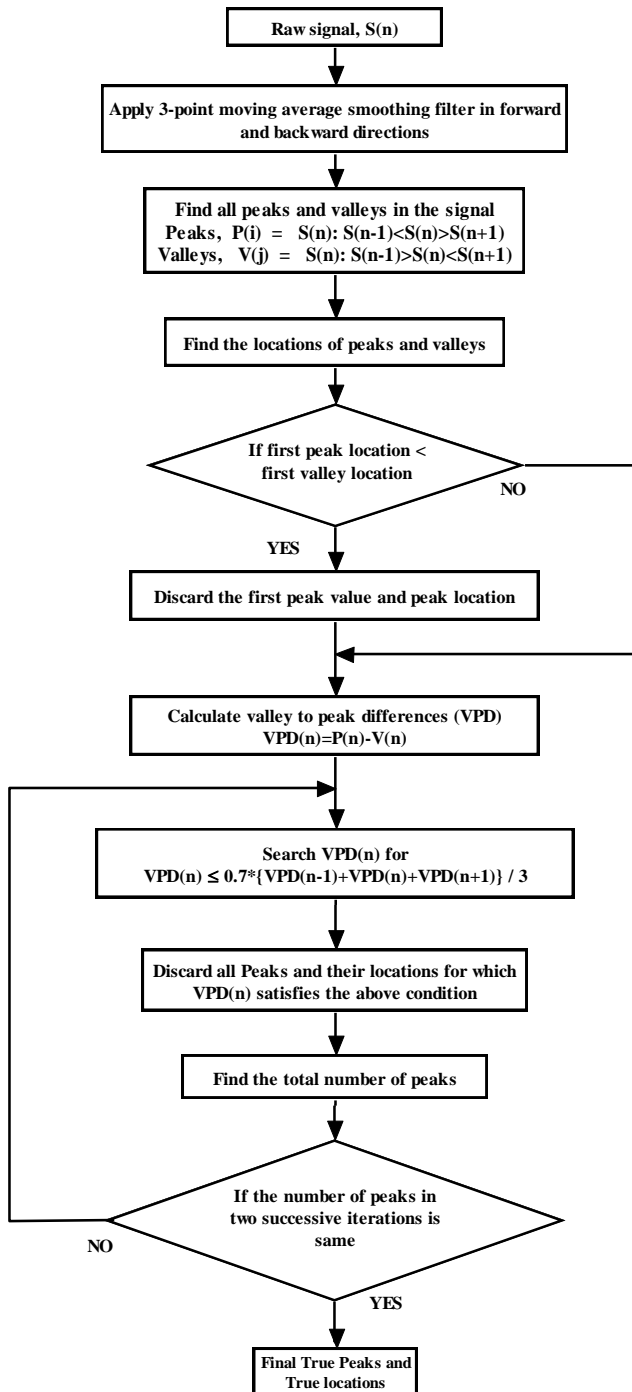 Raw signal, S(n)
Apply 3-point moving average smoothing filter in forward
and backward directions
Find all peaks and valleys in the signal
Peaks, P(i) = S(n): S(n-1)<S(n)>S(n+1)
Valleys, V(j) = S(n): S(n-1)>S(n)<S(n+1)
Find the locations of peaks and valleys
If first peak location <
first valley location
NO
YES
Discard the first peak value and peak location
Calculate valley to peak differences (VPD)
VPD(n)=P(n)-V(n)
Search VPD(n) for
VPD(n) ≤ 0.7*{VPD(n-1)+VPD(n)+VPD(n+1)} / 3
Discard all Peaks and their locations for which
VPD(n) satisfies the above condition
Find the total number of peaks
If the number of peaks in
two successive iterations is
same
NO
YES
Final True Peaks and
True locations